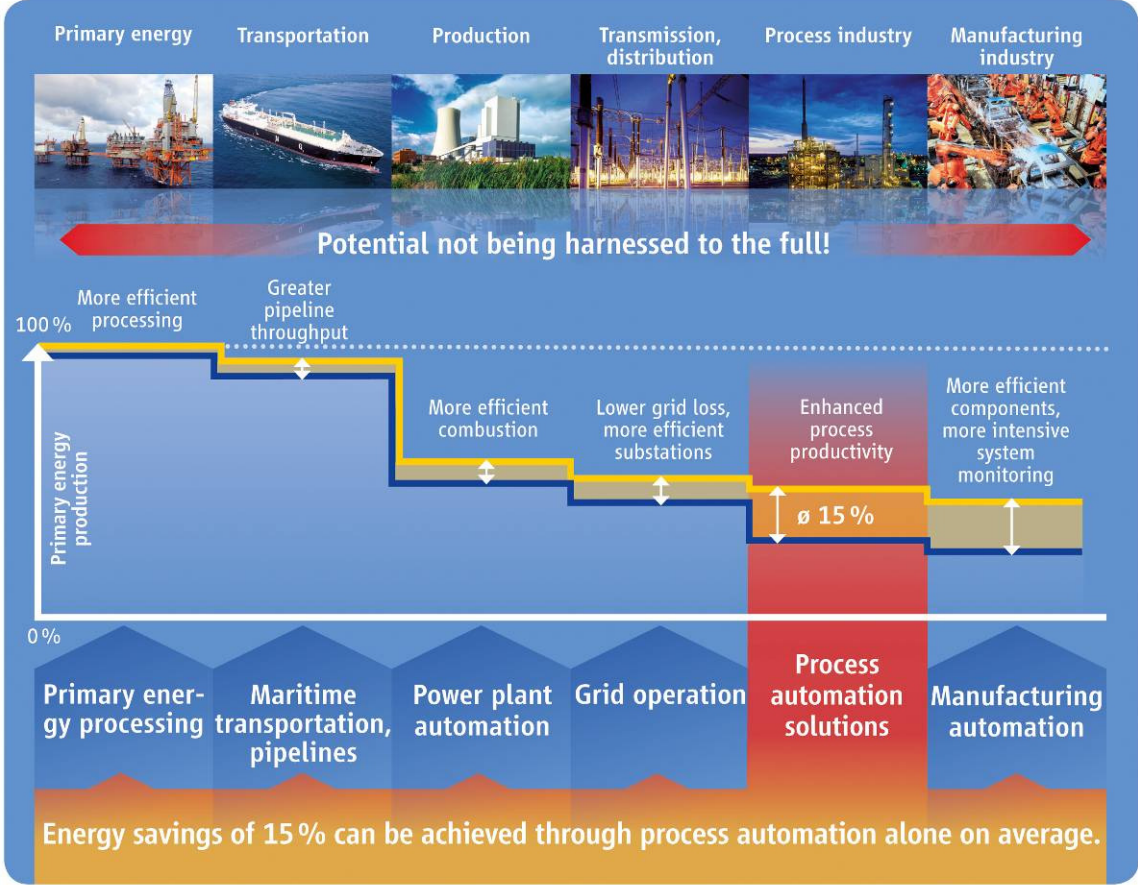 Primary energy
Transportation
Production
Transmission,
distribution
Process industry
Manufacturing
industry
L N G
Potential not being harnessed to the full!
More efficient
processing
Greater
pipeline
throughput
100 %
More efficient
combustion
Lower grid loss,
more efficient
substations
Enhanced
process
productivity
More efficient
components,
more intensive
system
monitoring
Primary energy
production
ø 15 %
0 %
Primary ener-
gy processing
Maritime
transportation,
pipelines
Power plant
automation
Grid operation
Process
automation
solutions
Manufacturing
automation
Energy savings of 15 % can be achieved through process automation alone on average.